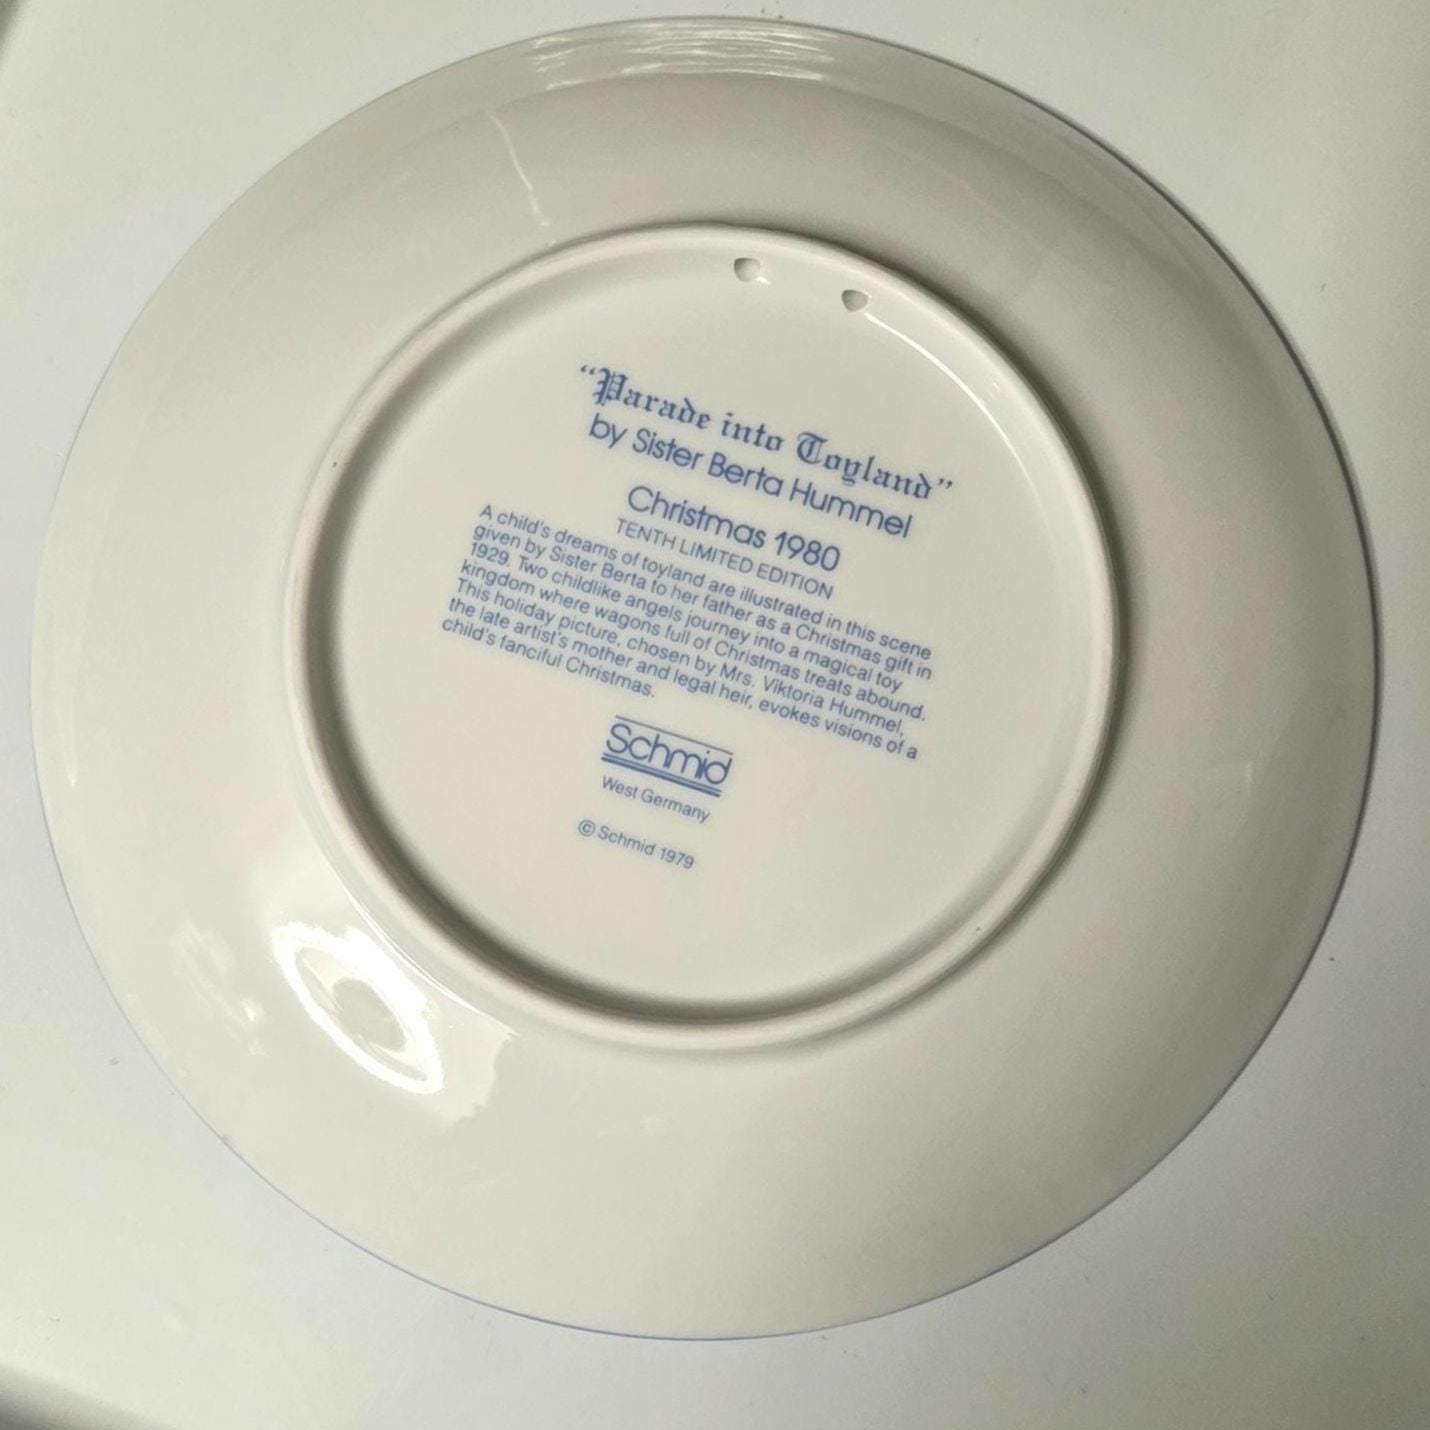 “Parade into Toyland”
by Sister Berta Hummel
Christmas 1980
TENTH LIMITED EDITION
A child's dreams of toyland are illustrated in this scene
given by Sister Berta to her father as a Christmas gift in
1929. Two childlike angels journey into a magical toy
kingdom where wagons full of Christmas treats abound.
This holiday picture, chosen by Mrs. Viktoria Hummel,
the late artist's mother and legal heir, evokes visions of a
child's fanciful Christmas.
Schmid
West Germany
© Schmid 1979